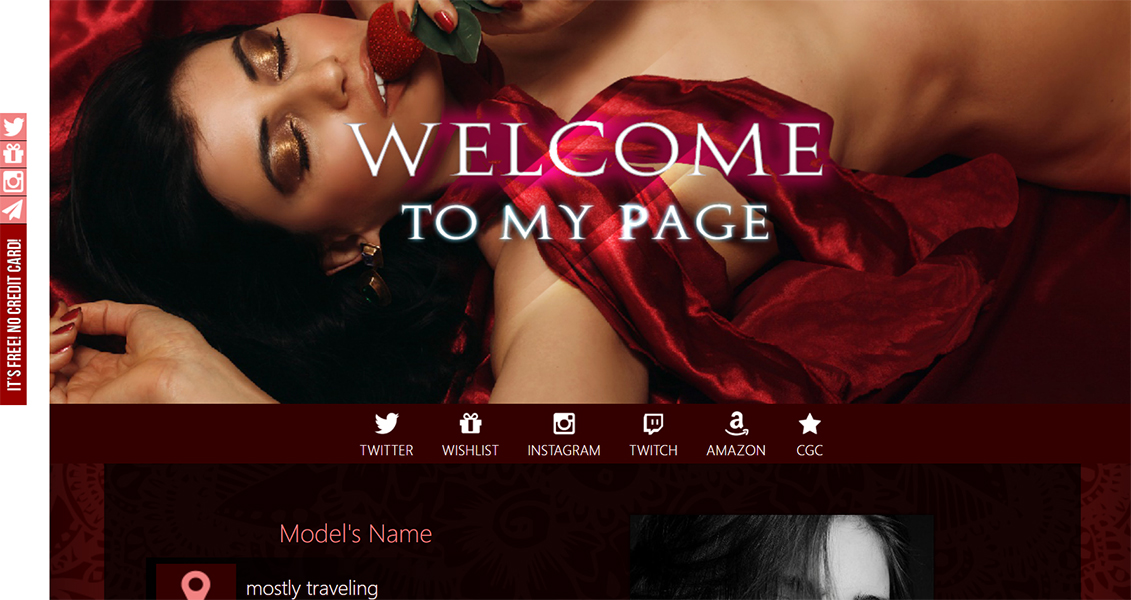 WELCOME
TO MY PAGE
IT'S FREE! NO CREDIT CARD!
TWITTER
WISHLIST
INSTAGRAM
TWITCH
AMAZON
CGC
Model's Name
mostly traveling